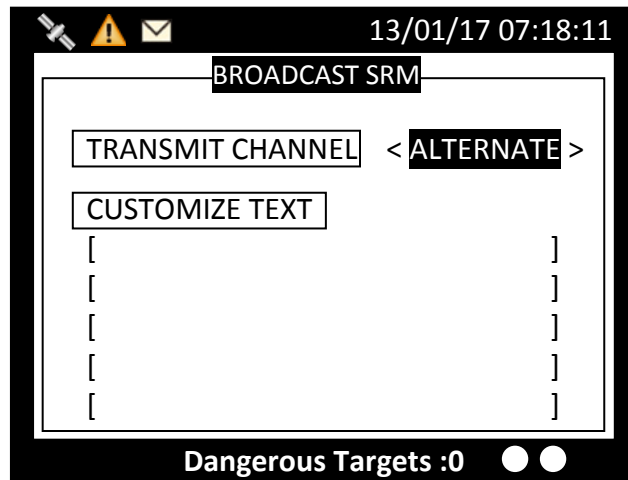 13/01/17 07:18:11
BROADCAST SRM
TRANSMIT CHANNEL < ALTERNATE >
CUSTOMIZE TEXT
[ ]
[ ]
[ ]
[ ]
[ ]
Dangerous Targets :0